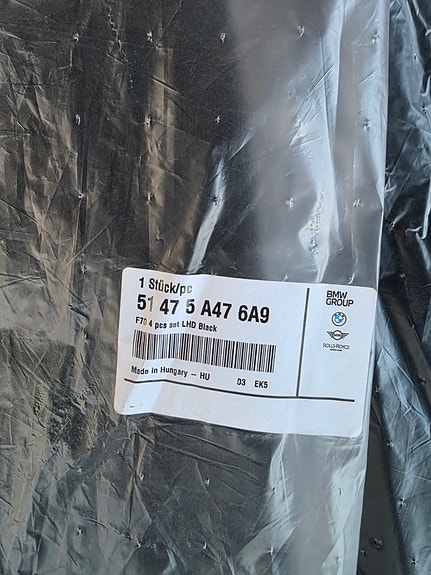 1 Stück/pc
51 47 5 A47 6A9
F70 4 pcs set LHD Black
Made in Hungary - HU 03 EK5
BMW
GROUP
ROLLS-ROYCE